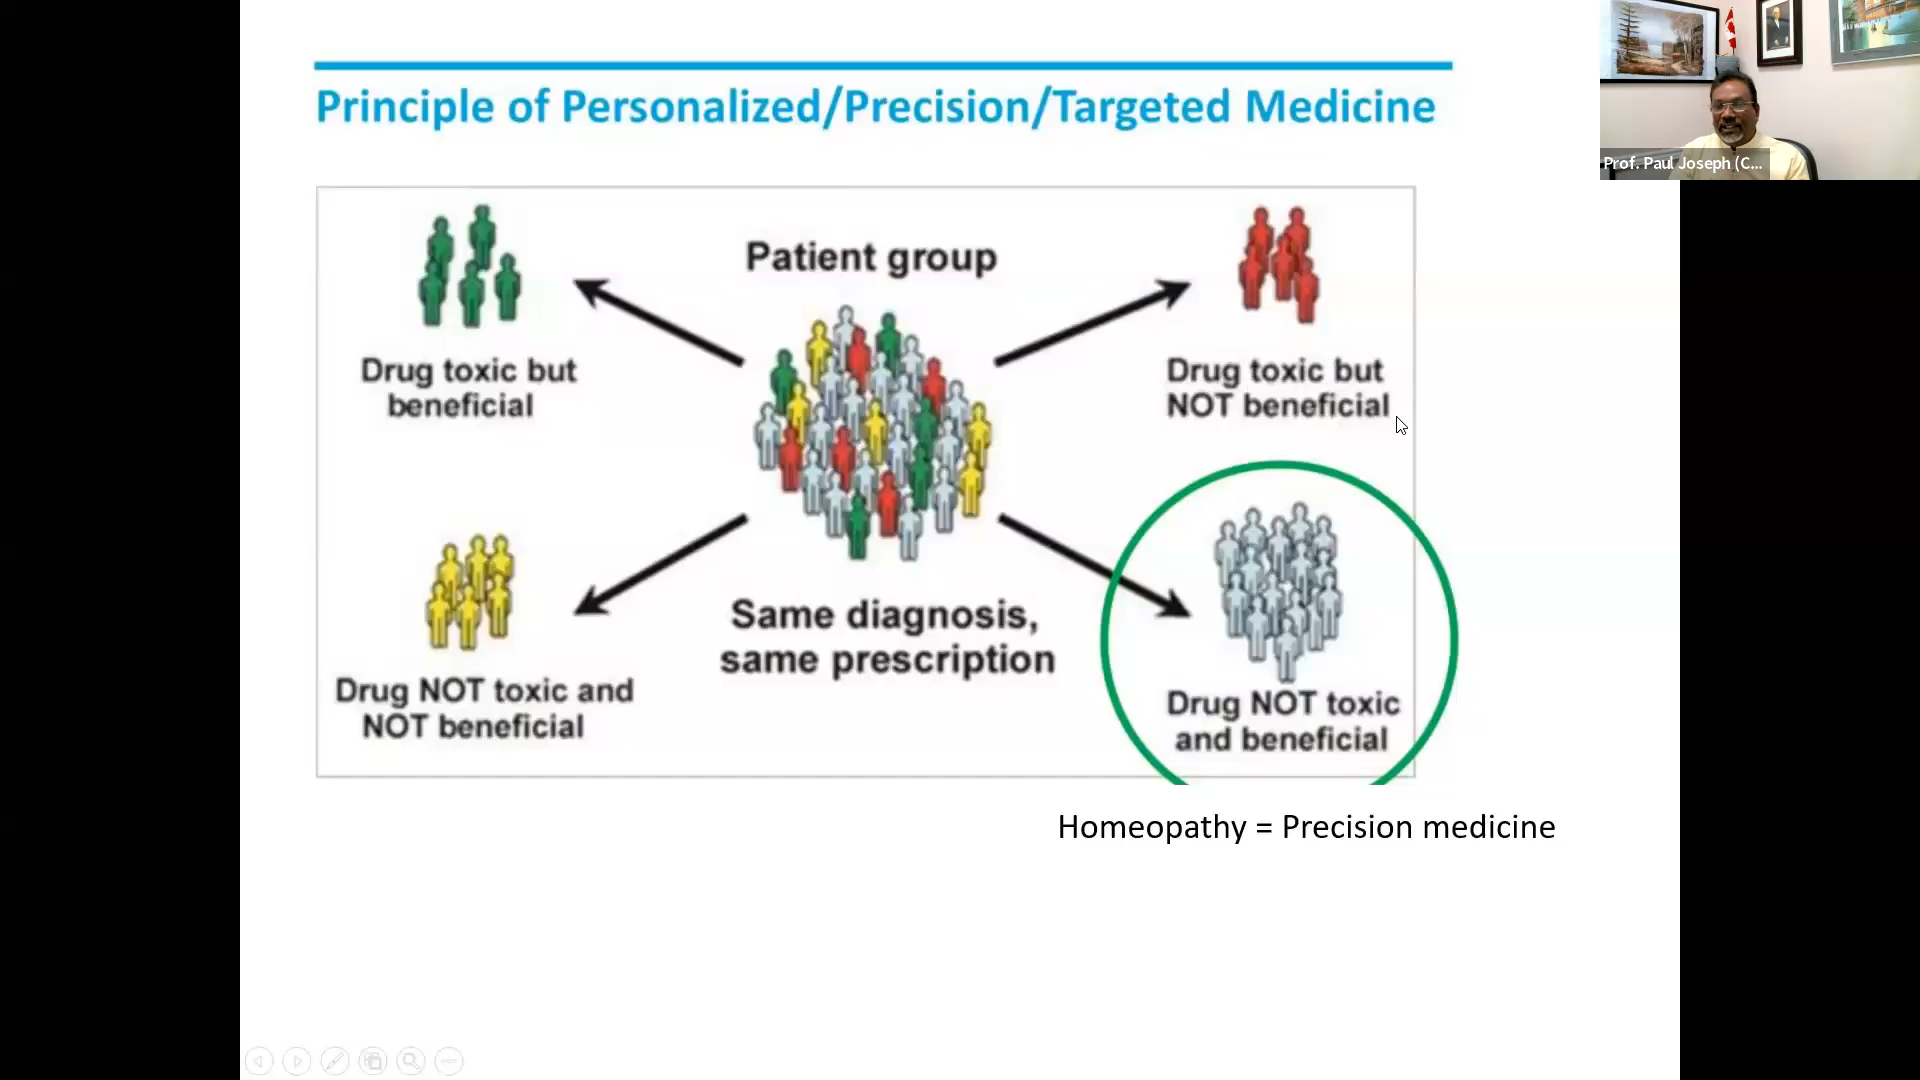 Principle of Personalized/Precision/Targeted Medicine
Prof. Paul Joseph (C...
Patient group
Drug toxic but
beneficial
Drug toxic but
NOT beneficial
Same diagnosis,
same prescription
Drug NOT toxic and
NOT beneficial
Drug NOT toxic
and beneficial
Homeopathy = Precision medicine